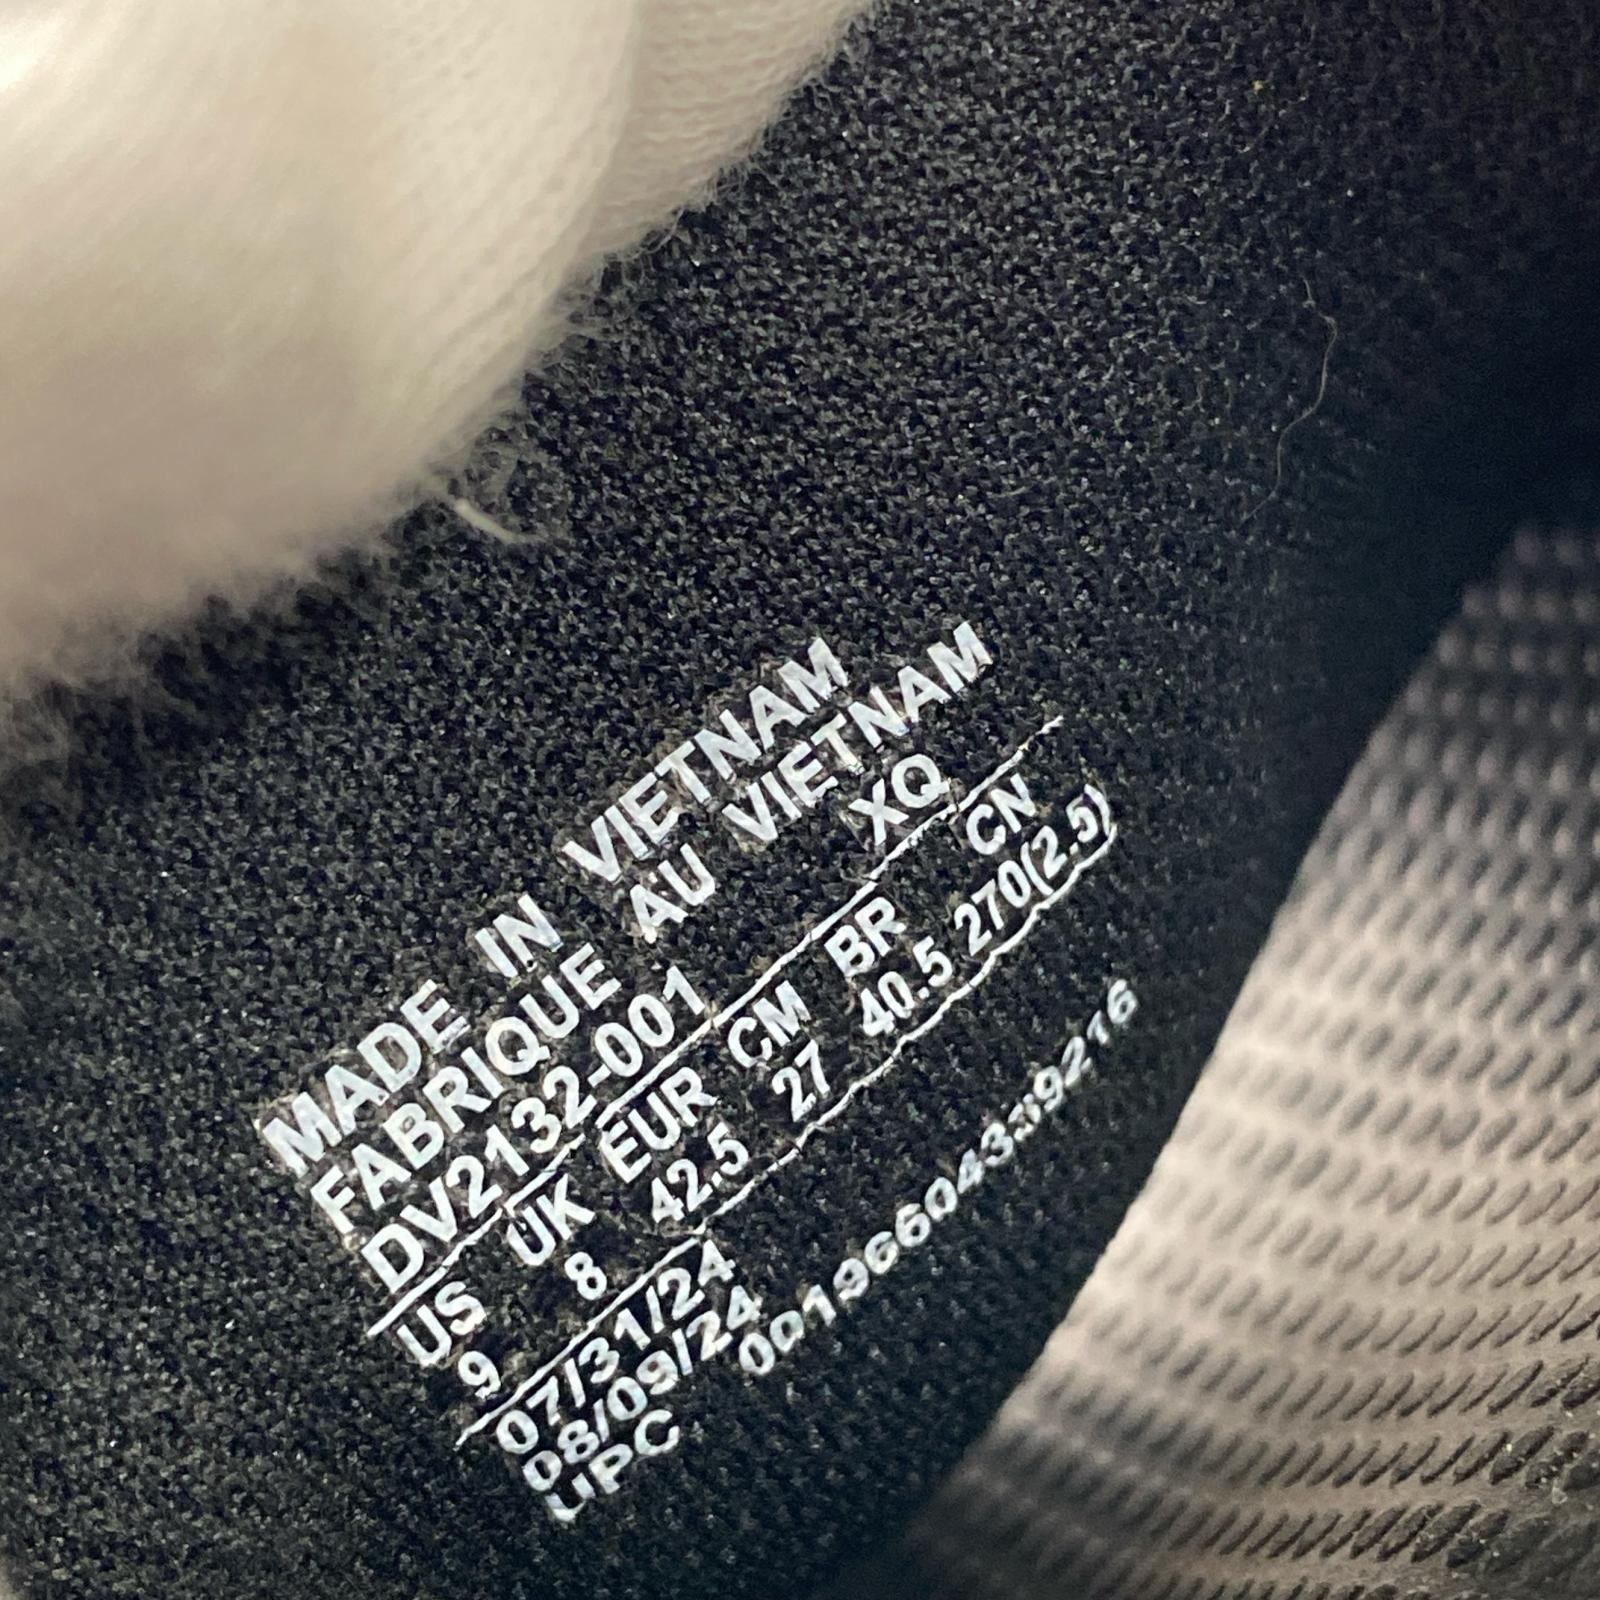 MADE IN VIETNAM
FABRIQUE AU VIETNAM
DV2132-001 XQ
US UK EUR CM BR CN
9 8 42.5 27 40.5 270(2.5)
07/31/24
08/09/24
UPC